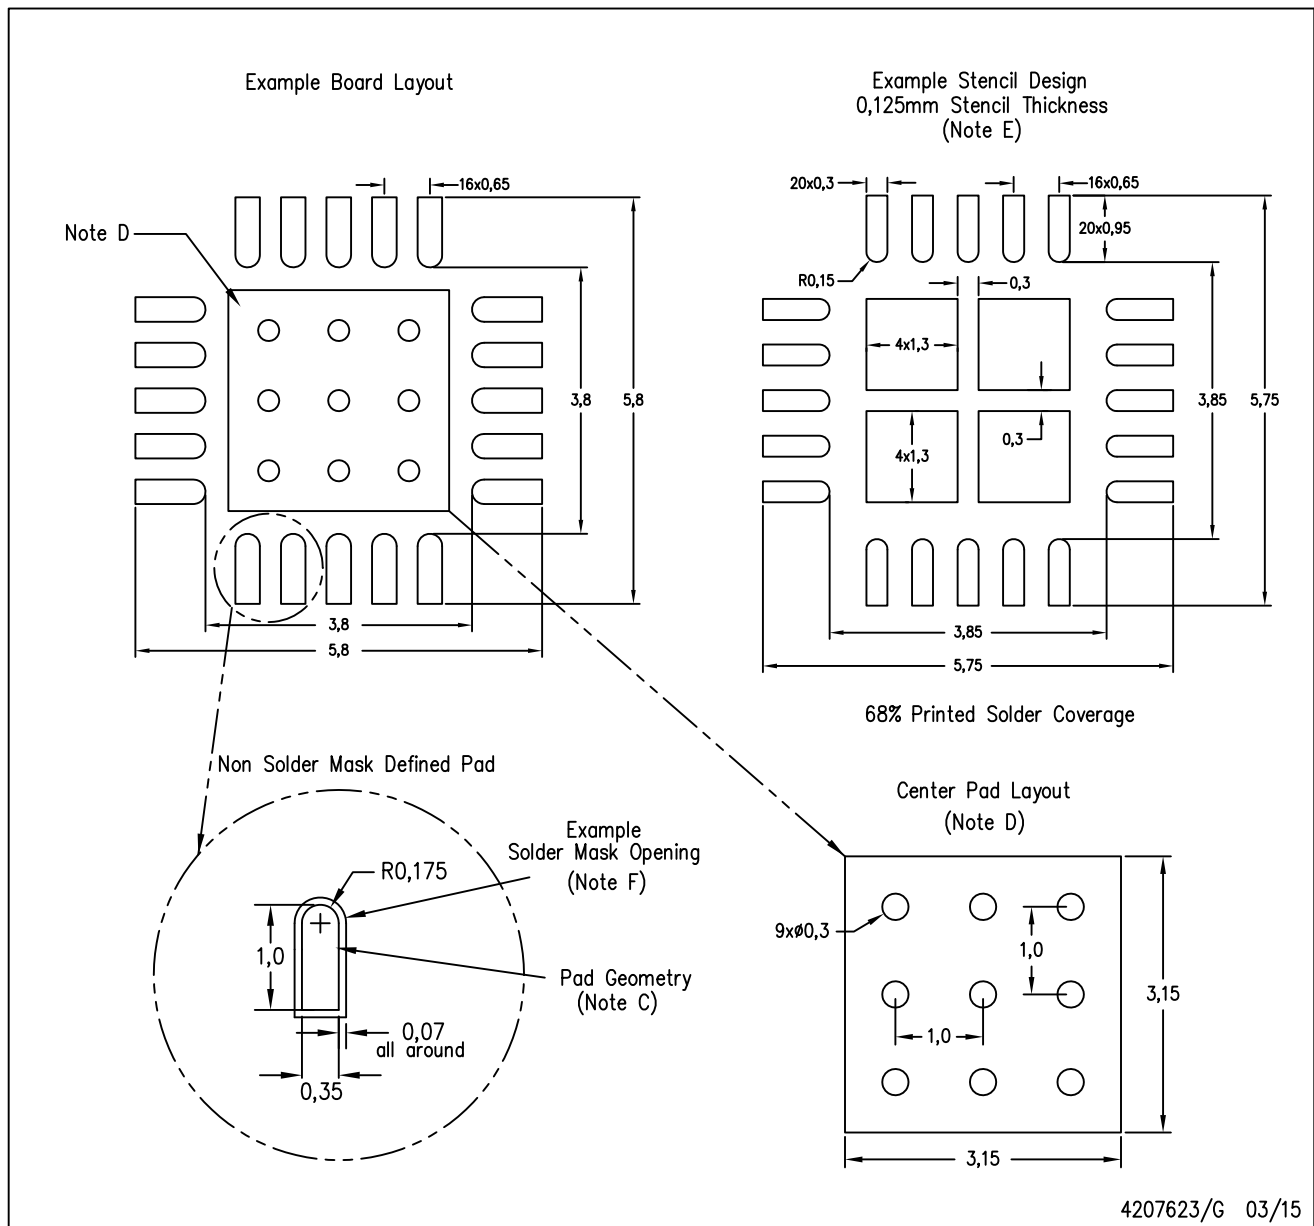 Example Board Layout
Example Stencil Design
0,125mm Stencil Thickness
(Note E)
16x0,65
Note D
3,8
5,8
3,8
5,8
20x0,3
16x0,65
20x0,95
R0,15
0,3
4x1,3
3,85
5,75
0,3
4x1,3
3,85
5,75
68% Printed Solder Coverage
Non Solder Mask Defined Pad
Example
Solder Mask Opening
(Note F)
R0,175
1,0
Pad Geometry
(Note C)
0,07
all around
0,35
Center Pad Layout
(Note D)
9xø0,3
1,0
1,0
3,15
3,15
4207623/G 03/15